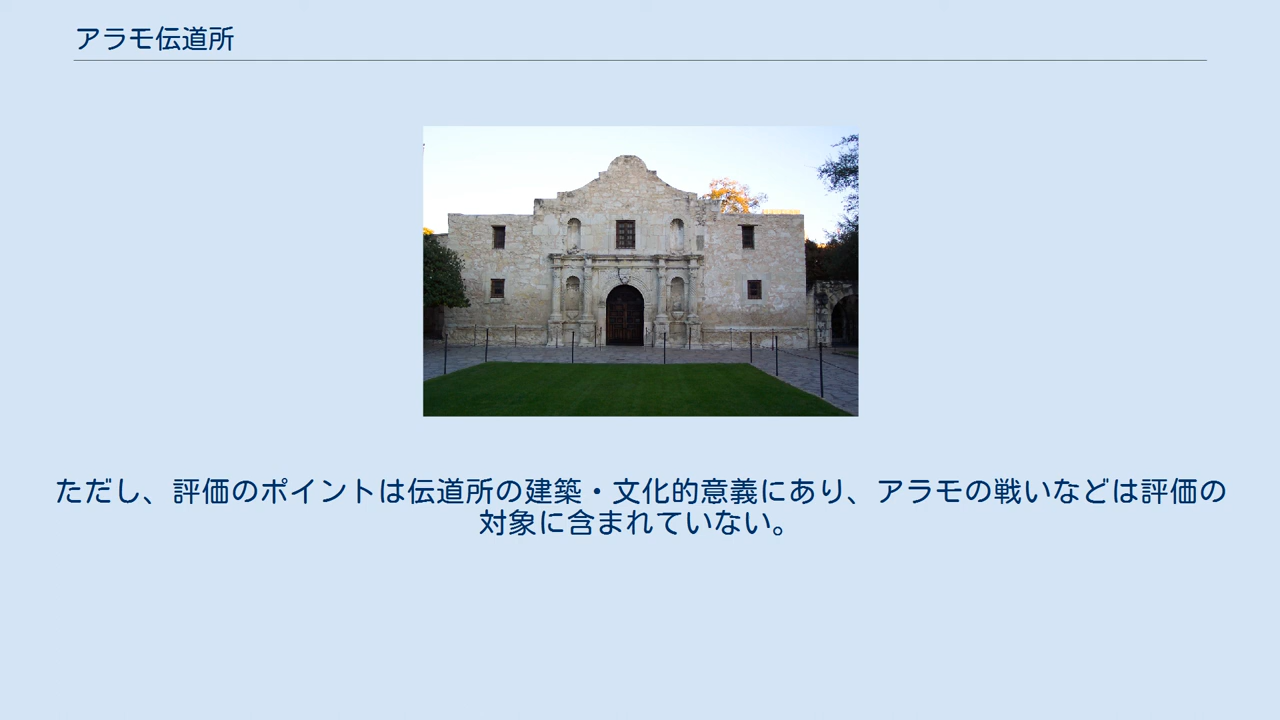 アラモ伝道所
ただし、評価のポイントは伝道所の建築・文化的意義にあり、アラモの戦いなどは評価の
対象に含まれていない。